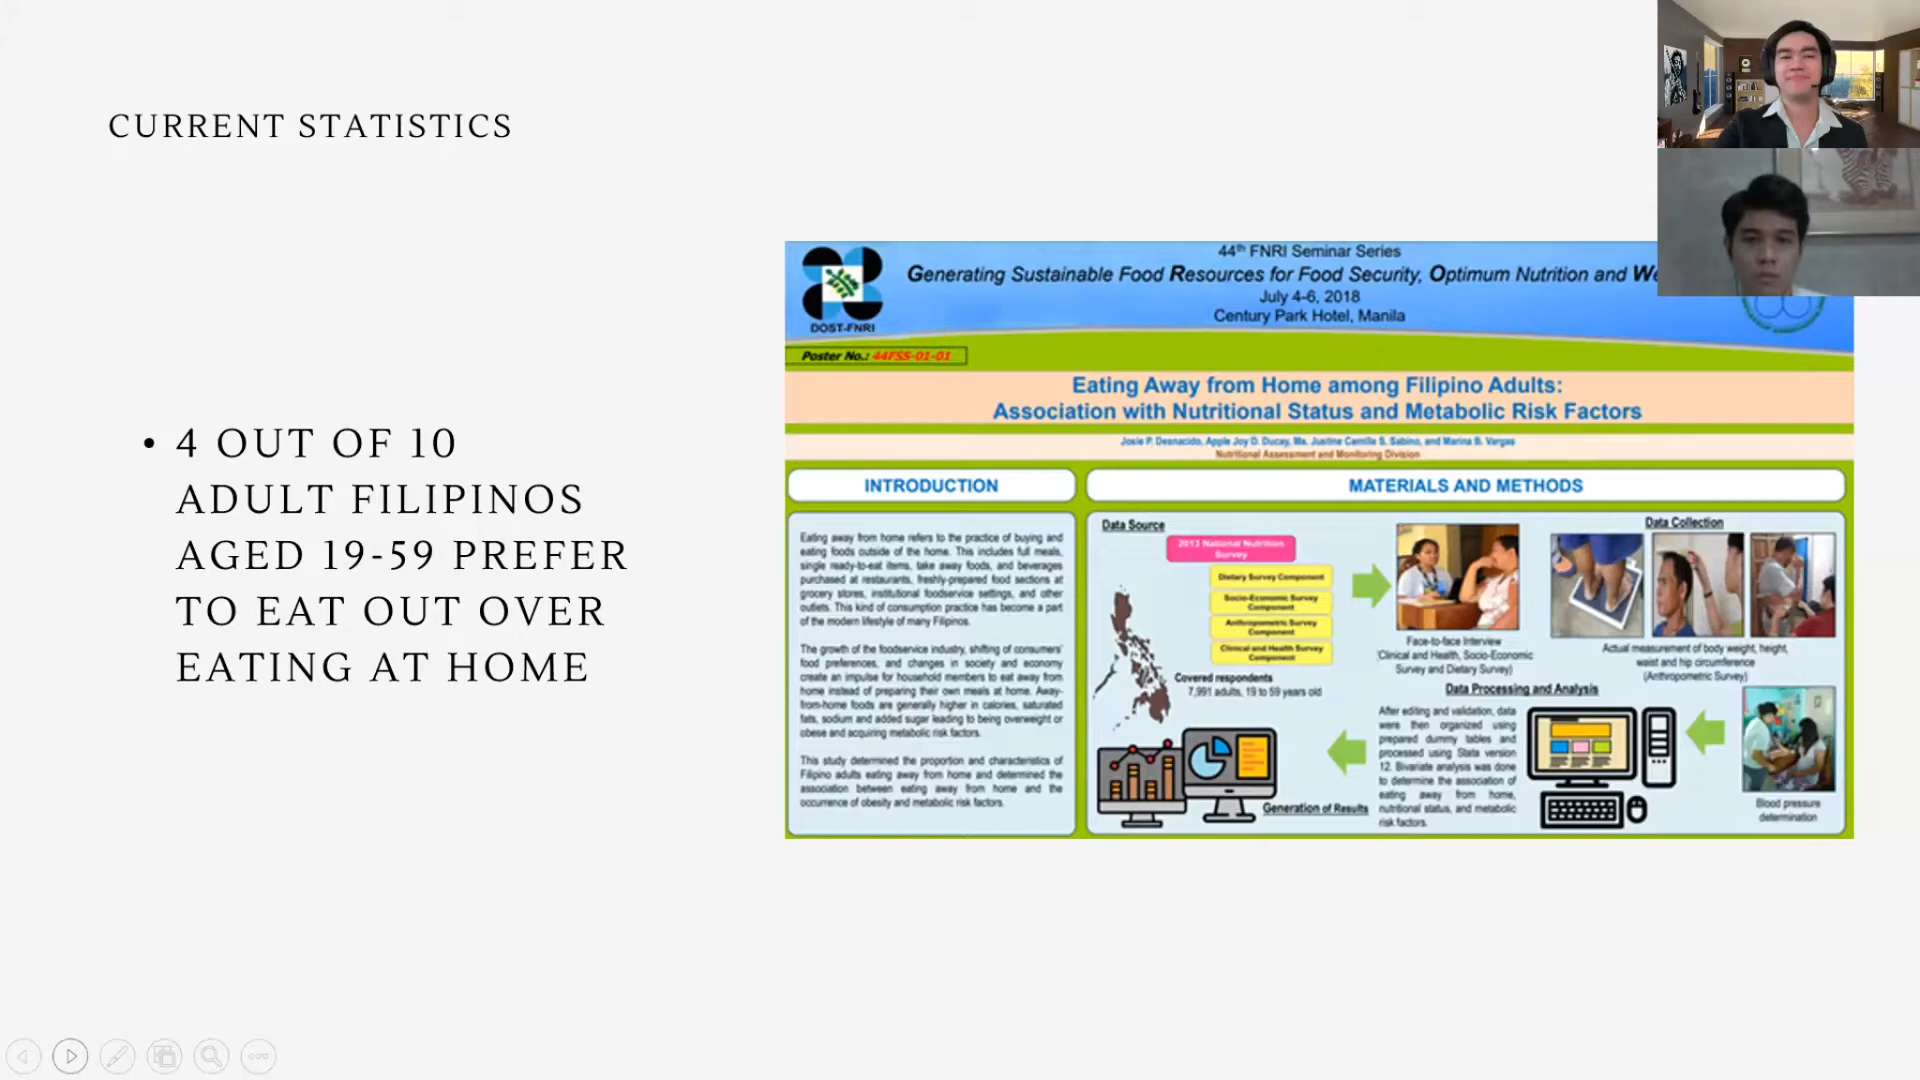 CURRENT STATISTICS
• 4 OUT OF 10
ADULT FILIPINOS
AGED 19-59 PREFER
TO EAT OUT OVER
EATING AT HOME
DOST-FNRI
44th FNRI Seminar Series
Generating Sustainable Food Resources for Food Security, Optimum Nutrition and We
July 4-6, 2018
Century Park Hotel, Manila
Poster No.: 44FSS-01-01
Eating Away from Home among Filipino Adults:
Association with Nutritional Status and Metabolic Risk Factors
Josie P. Desnacido, Apple Joy D. Ducay, Ma. Justine Camille S. Sabino, and Marina B. Vargas
Nutritional Assessment and Monitoring Division
INTRODUCTION
Eating away from home refers to the practice of buying and
eating foods outside of the home. This includes full meals,
single ready-to-eat items, take away foods, and beverages
purchased at restaurants, freshly-prepared food sections at
grocery stores, institutional foodservice settings, and other
outlets. This kind of consumption practice has become a part
of the modern lifestyle of many Filipinos.
The growth of the foodservice industry, shifting of consumers'
food preferences, and changes in society and economy
create an impulse for household members to eat away from
home instead of preparing their own meals at home. Away-
from-home foods are generally higher in calories, saturated
fats, sodium and added sugar leading to being overweight or
obese and acquiring metabolic risk factors.
This study determined the proportion and characteristics of
Filipino adults eating away from home and determined the
association between eating away from home and the
occurrence of obesity and metabolic risk factors.
MATERIALS AND METHODS
Data Source
2013 National Nutrition
Survey
Dietary Survey Component
Socio-Economic Survey
Component
Anthropometric Survey
Component
Clinical and Health Survey
Component
Covered respondents
7,991 adults, 19 to 59 years old
Face-to-face Interview
(Clinical and Health, Socio-Economic
Survey and Dietary Survey)
Data Collection
Actual measurement of body weight, height,
waist and hip circumference
(Anthropometric Survey)
Blood pressure
determination
Data Processing and Analysis
After editing and validation, data
were then organized using
prepared dummy tables and
processed using Stata version
12. Bivariate analysis was done
to determine the association of
eating away from home,
nutritional status, and metabolic
risk factors.
Generation of Results